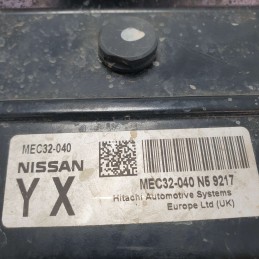 MEC32-040
NISSAN
YX
MEC32-040 N5 9217
Hitachi Automotive Systems
Europe Ltd (UK)